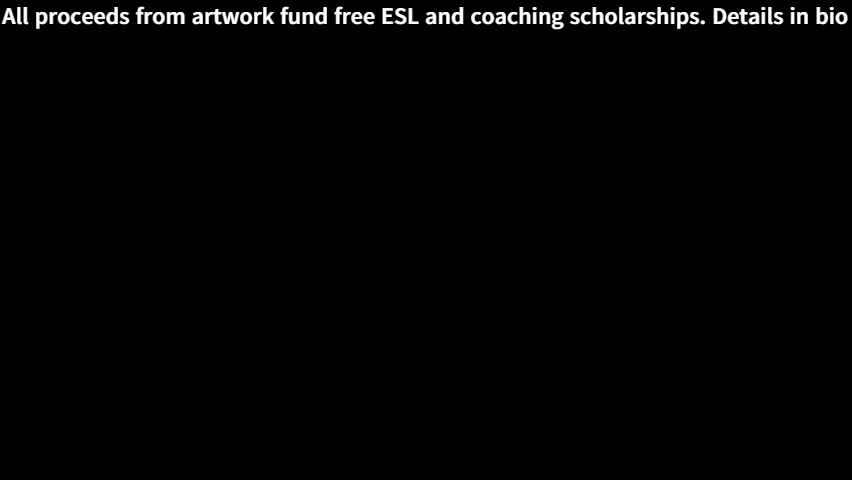 All proceeds from artwork fund free ESL and coaching scholarships. Details in bio